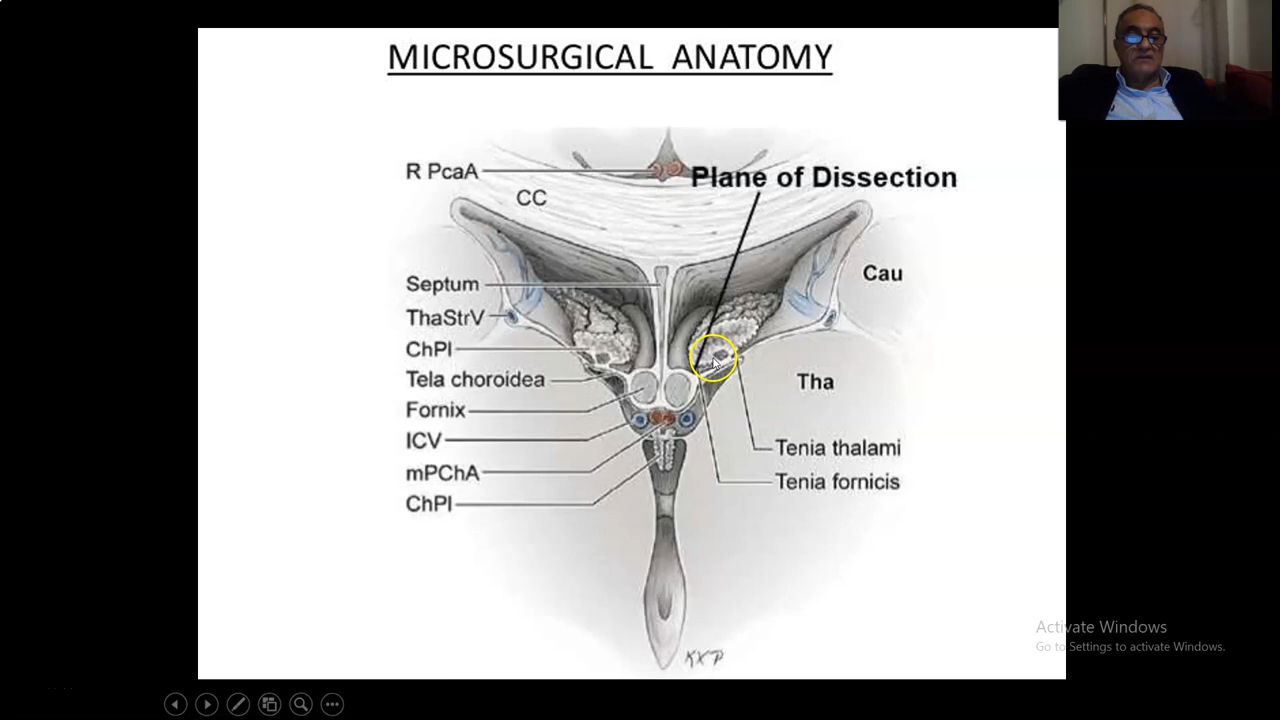 MICROSURGICAL ANATOMY
R PcaA
Plane of Dissection
CC
Cau
Septum
ThaStrV
ChPl
Tela choroidea
Tha
Fornix
ICV
Tenia thalami
mPChA
Tenia fornicis
ChPl
KXP
Activate Windows
Go to Settings to activate Windows.